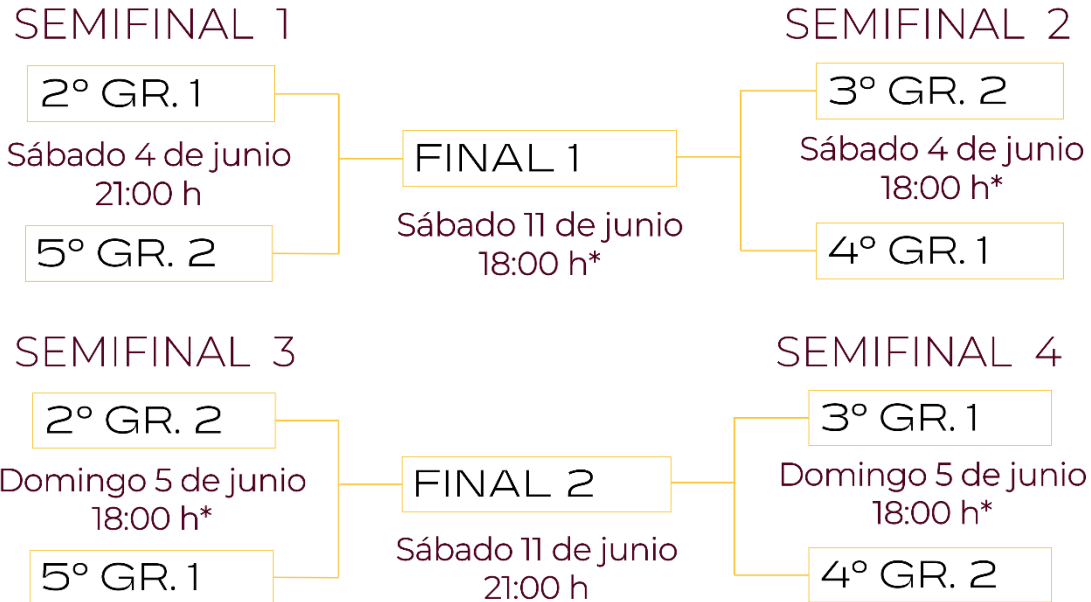 SEMIFINAL 1
2º GR. 1
Sábado 4 de junio
21:00 h
5º GR. 2
FINAL 1
Sábado 11 de junio
18:00 h*
SEMIFINAL 2
3º GR. 2
Sábado 4 de junio
18:00 h*
4º GR. 1
SEMIFINAL 3
2º GR. 2
Domingo 5 de junio
18:00 h*
5º GR. 1
FINAL 2
Sábado 11 de junio
21:00 h
SEMIFINAL 4
3º GR. 1
Domingo 5 de junio
18:00 h*
4º GR. 2